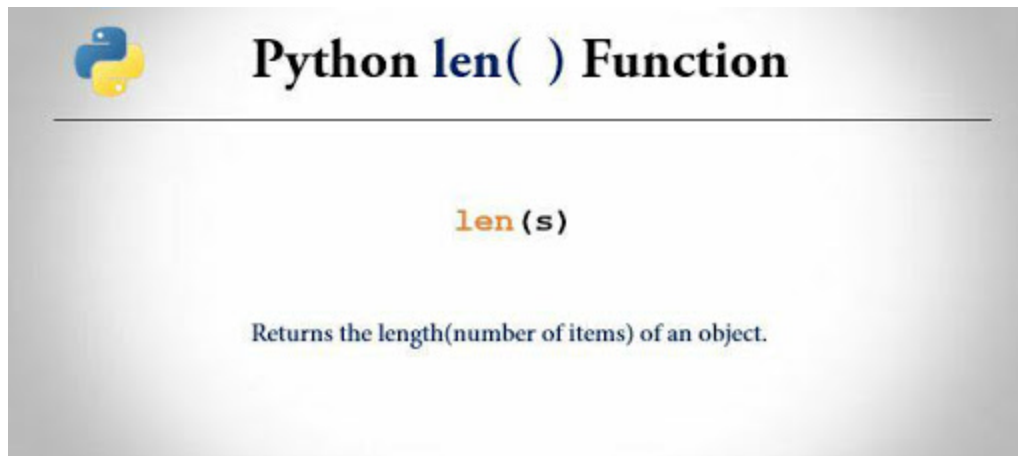 Python len( ) Function
len(s)
Returns the length(number of items) of an object.